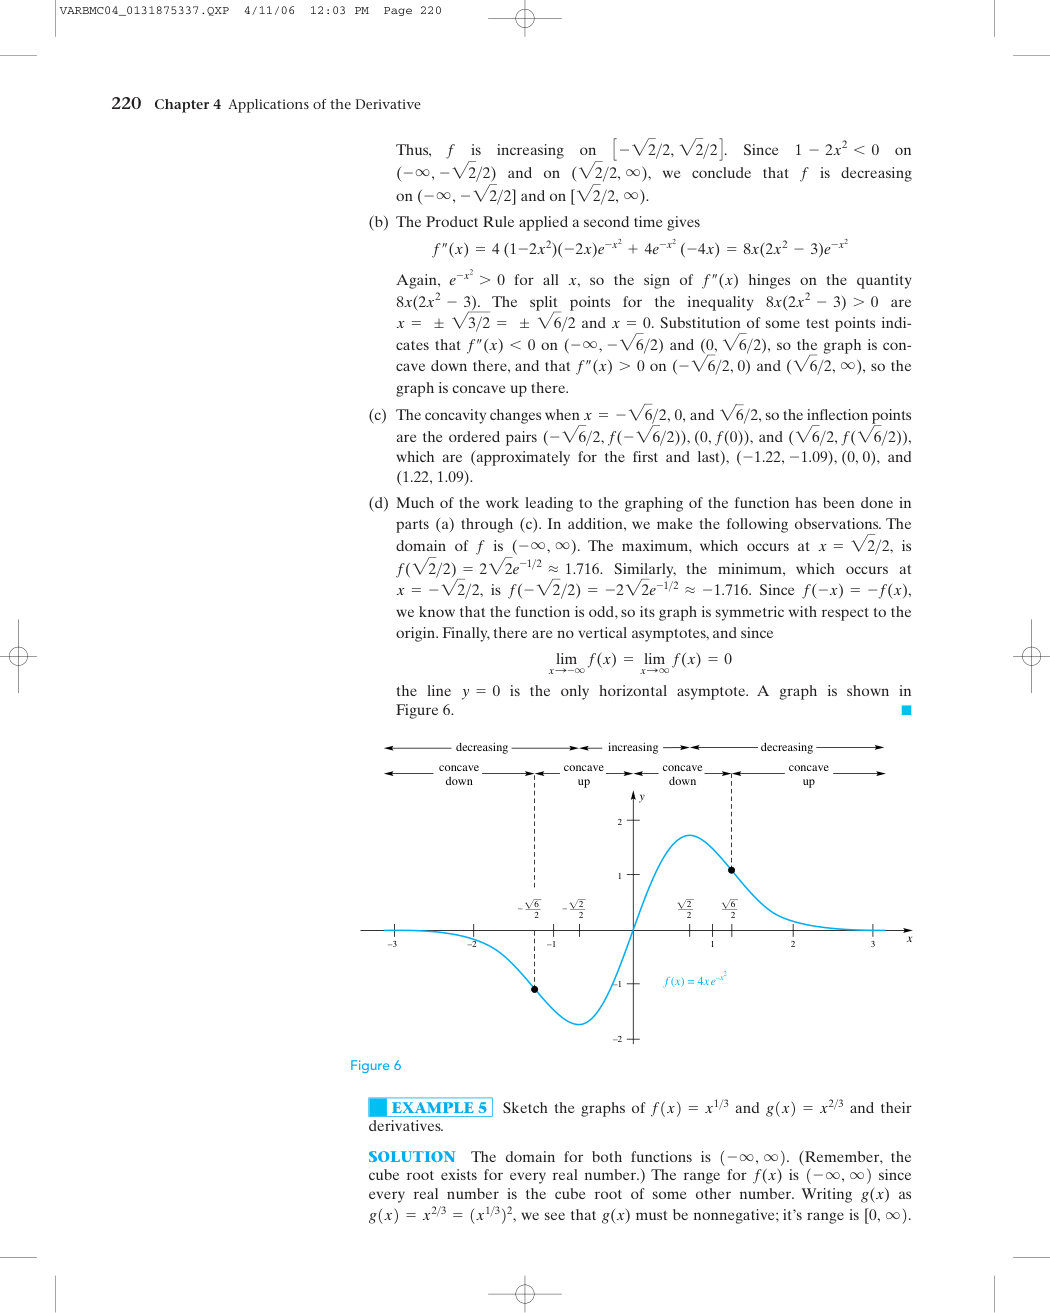 VARBMC04_0131875337.QXP 4/11/06 12:03 PM Page 220
220 Chapter 4 Applications of the Derivative
Thus, f is increasing on [−√2/2, √2/2]. Since 1 − 2x² < 0 on
(−∞, −√2/2) and on (√2/2, ∞), we conclude that f is decreasing
on (−∞, −√2/2] and on [√2/2, ∞).
(b) The Product Rule applied a second time gives
f″(x) = 4 (1−2x²)(−2x)e^{−x²} + 4e^{−x²} (−4x) = 8x(2x² − 3)e^{−x²}
Again, e^{−x²} > 0 for all x, so the sign of f″(x) hinges on the quantity
8x(2x² − 3). The split points for the inequality 8x(2x² − 3) > 0 are
x = ± √3/2 = ± √6/2 and x = 0. Substitution of some test points indi-
cates that f″(x) < 0 on (−∞, −√6/2) and (0, √6/2), so the graph is con-
cave down there, and that f″(x) > 0 on (−√6/2, 0) and (√6/2, ∞), so the
graph is concave up there.
(c) The concavity changes when x = −√6/2, 0, and √6/2, so the inflection points
are the ordered pairs (−√6/2, f(−√6/2)), (0, f(0)), and (√6/2, f(√6/2)),
which are (approximately for the first and last), (−1.22, −1.09), (0, 0), and
(1.22, 1.09).
(d) Much of the work leading to the graphing of the function has been done in
parts (a) through (c). In addition, we make the following observations. The
domain of f is (−∞, ∞). The maximum, which occurs at x = √2/2, is
f(√2/2) = 2√2e^{−1/2} ≈ 1.716. Similarly, the minimum, which occurs at
x = −√2/2, is f(−√2/2) = −2√2e^{−1/2} ≈ −1.716. Since f(−x) = −f(x),
we know that the function is odd, so its graph is symmetric with respect to the
origin. Finally, there are no vertical asymptotes, and since
lim f(x) = lim f(x) = 0
x→−∞ x→∞
the line y = 0 is the only horizontal asymptote. A graph is shown in
Figure 6.
decreasing increasing decreasing
concave concave concave concave
down up down up
y
2
1
−√6/2 −√2/2 √2/2 √6/2
x
−3 −2 −1 1 2 3
−1 f(x) = 4xe^{−x²}
−2
Figure 6
EXAMPLE 5 Sketch the graphs of f(x) = x^{1/3} and g(x) = x^{2/3} and their
derivatives.
SOLUTION The domain for both functions is (−∞, ∞). (Remember, the
cube root exists for every real number.) The range for f(x) is (−∞, ∞) since
every real number is the cube root of some other number. Writing g(x) as
g(x) = x^{2/3} = (x^{1/3})², we see that g(x) must be nonnegative; it's range is [0, ∞).